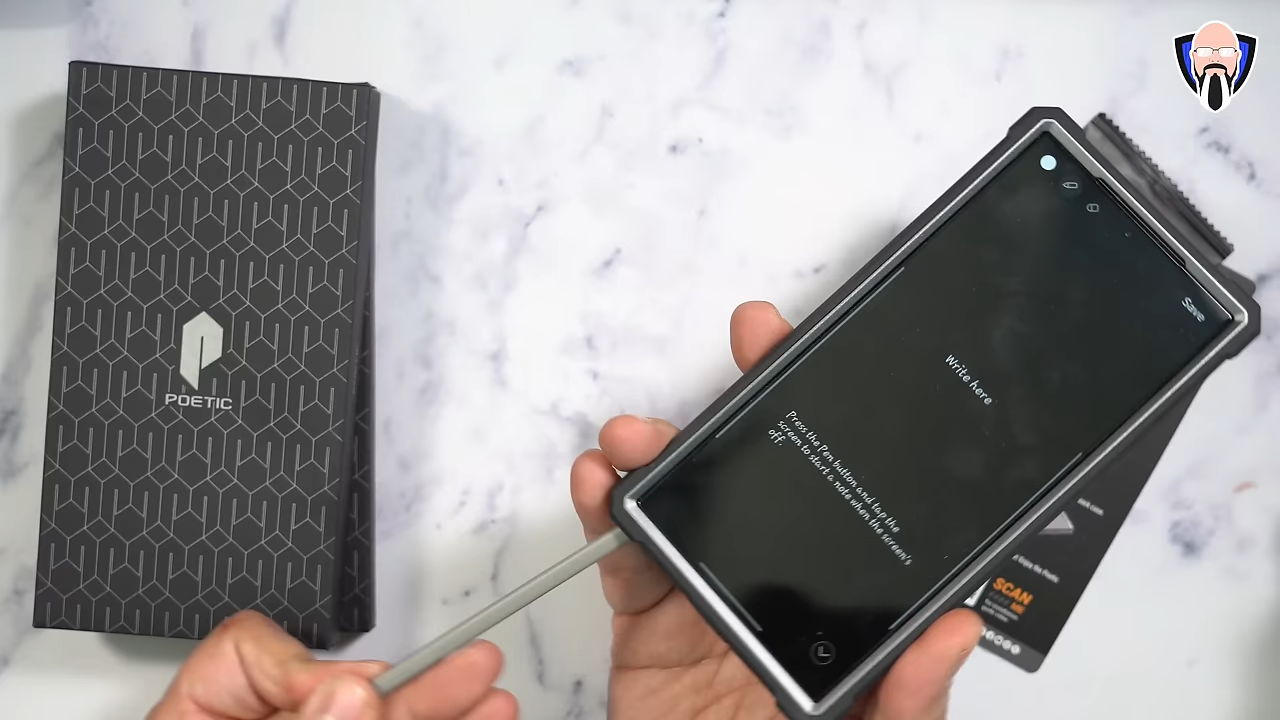 POETIC
Save
Write here
Press the Pen button and tap the
screen to start a note when the screen's
off.
SCAN
ME